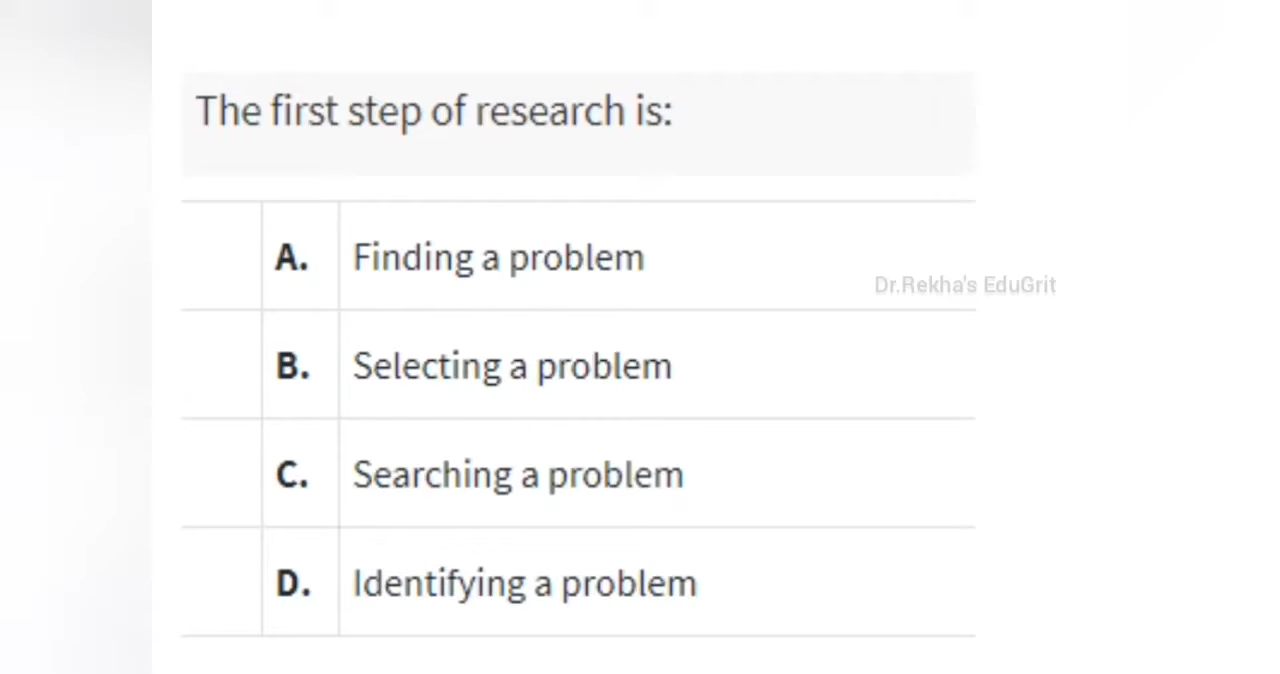 The first step of research is:
A. Finding a problem
Dr.Rekha's EduGrit
B. Selecting a problem
C. Searching a problem
D. Identifying a problem